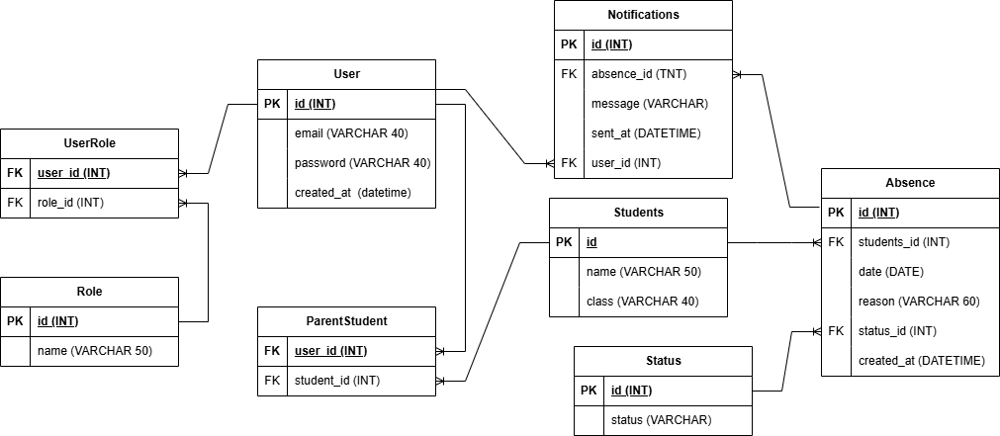 Notifications
PK id (INT)
FK absence_id (TNT)
message (VARCHAR)
sent_at (DATETIME)
FK user_id (INT)
User
PK id (INT)
email (VARCHAR 40)
password (VARCHAR 40)
created_at (datetime)
UserRole
FK user_id (INT)
FK role_id (INT)
Absence
PK id (INT)
FK students_id (INT)
date (DATE)
reason (VARCHAR 60)
FK status_id (INT)
created_at (DATETIME)
Students
PK id
name (VARCHAR 50)
class (VARCHAR 40)
Role
PK id (INT)
name (VARCHAR 50)
ParentStudent
FK user_id (INT)
FK student_id (INT)
Status
PK id (INT)
status (VARCHAR)